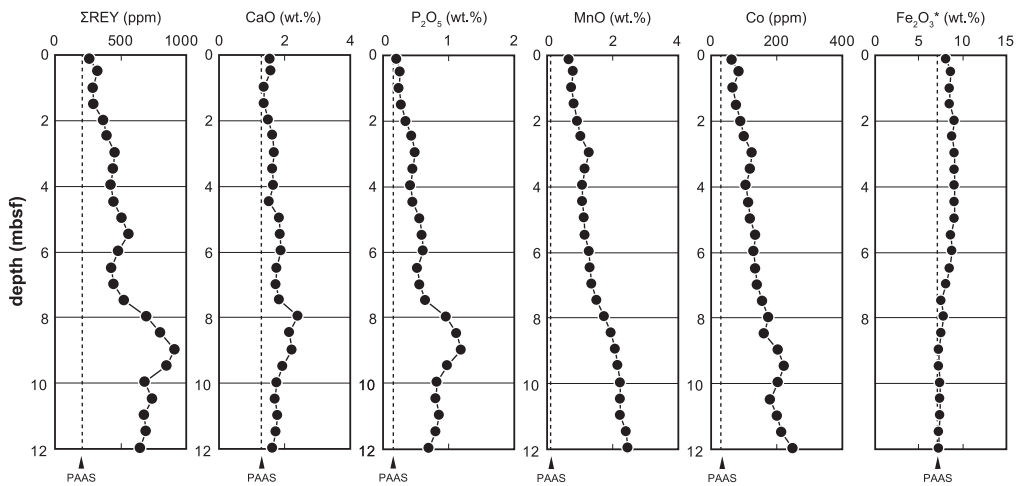 ΣREY (ppm) CaO (wt.%) P₂O₅ (wt.%) MnO (wt.%) Co (ppm) Fe₂O₃* (wt.%)
0 500 1000 0 2 4 0 1 2 0 2 4 0 200 400 0 5 10 15
0 0 0 0 0 0
2 2 2 2 2 2
4 4 4 4 4 4
6 6 6 6 6 6
8 8 8 8 8 8
10 10 10 10 10 10
12 12 12 12 12 12
depth (mbsf)
PAAS PAAS PAAS PAAS PAAS PAAS